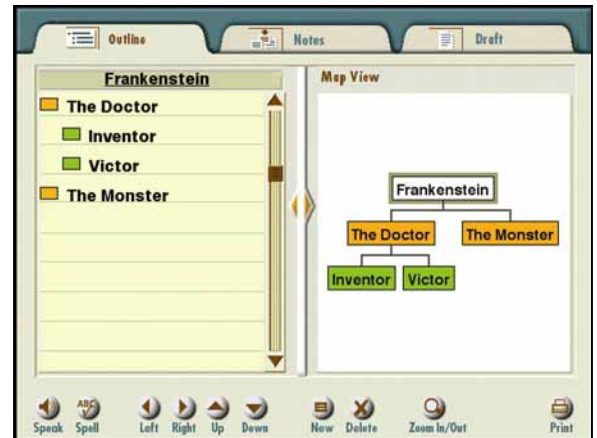 Outline Notes Draft
Frankenstein
The Doctor
Inventor
Victor
The Monster
Map View
Frankenstein
The Doctor The Monster
Inventor Victor
ABC
Speak Spell Left Right Up Down New Delete Zoom In/Out Print